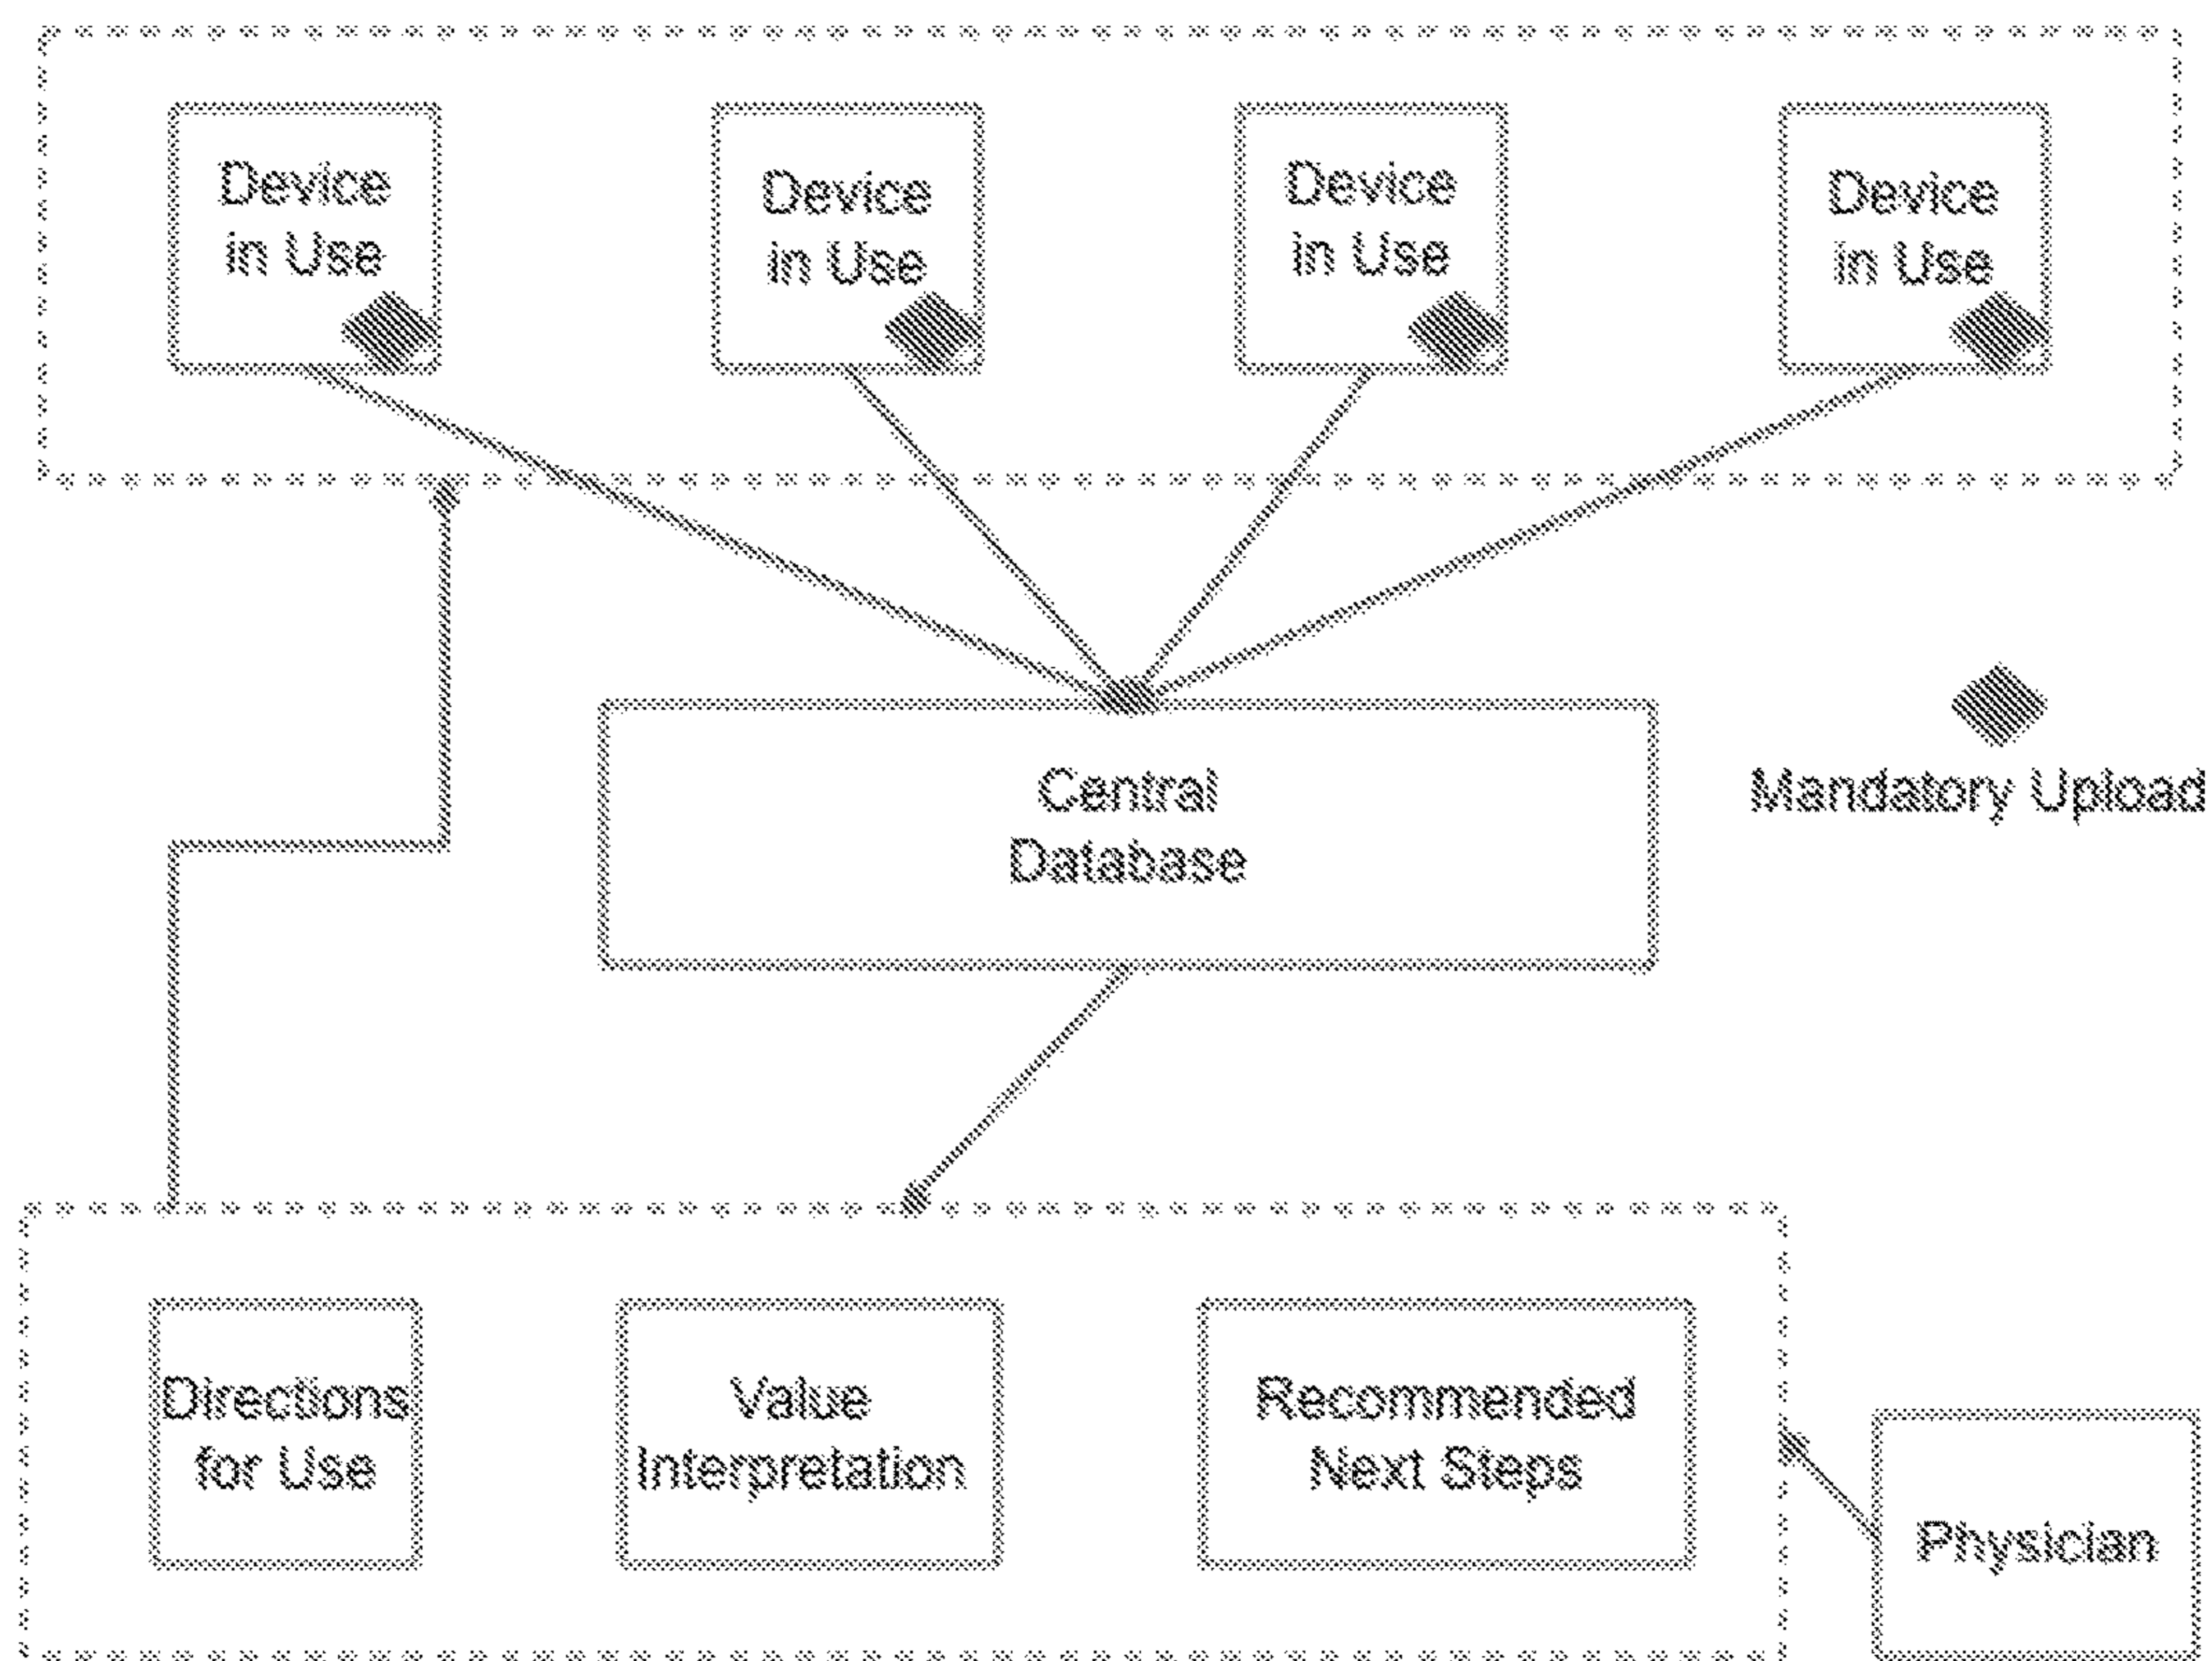 Device
in Use
Device
in Use
Device
in Use
Device
in Use
Central
Database
Mandatory Upload
Directions
for Use
Value
Interpretation
Recommended
Next Steps
Physician